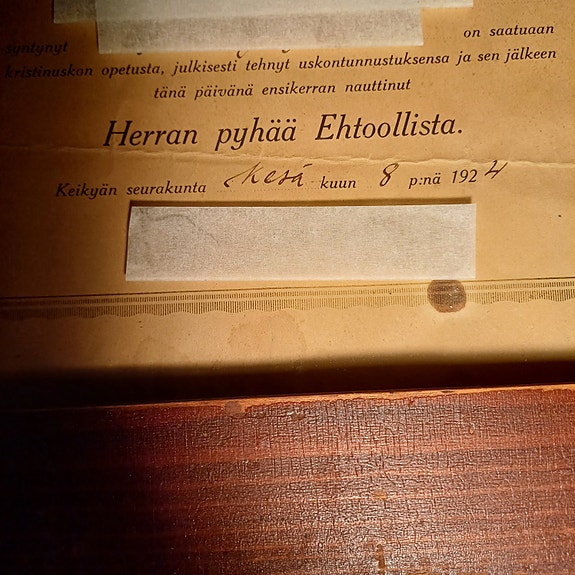 on saatuaan
syntynyt
kristinuskon opetusta, julkisesti tehnyt uskontunnustuksensa ja sen jälkeen
tänä päivänä ensikerran nauttinut
Herran pyhää Ehtoollista.
Keikyän seurakunta Kesä kuun 8 p:nä 1924